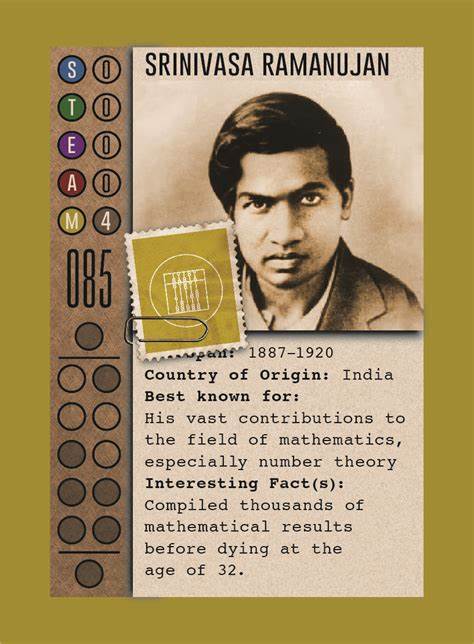 SRINIVASA RAMANUJAN
S 0
T 0
E 0
A 0
M 4
085
1887–1920
Country of Origin: India
Best known for:
His vast contributions to
the field of mathematics,
especially number theory
Interesting Fact(s):
Compiled thousands of
mathematical results
before dying at the
age of 32.